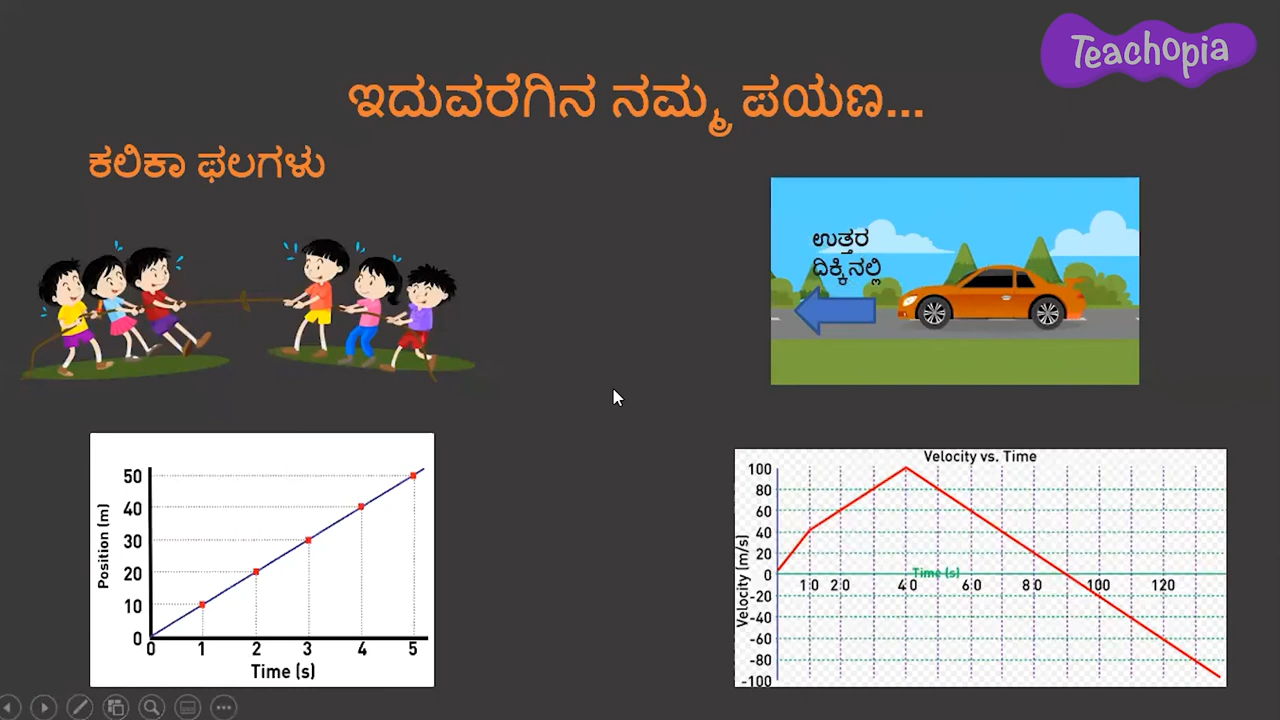 Teachopia
ಇದುವರೆಗಿನ ನಮ್ಮ ಪಯಣ...
ಕಲಿಕಾ ಫಲಗಳು
ಉತ್ತರ
ದಿಕ್ಕಿನಲ್ಲಿ
Position (m)
50
40
30
20
10
0
0 1 2 3 4 5
Time (s)
Velocity vs. Time
Velocity (m/s)
100
80
60
40
20
0
-20
-40
-60
-80
-100
Time (s)
10 20 40 60 80 100 120